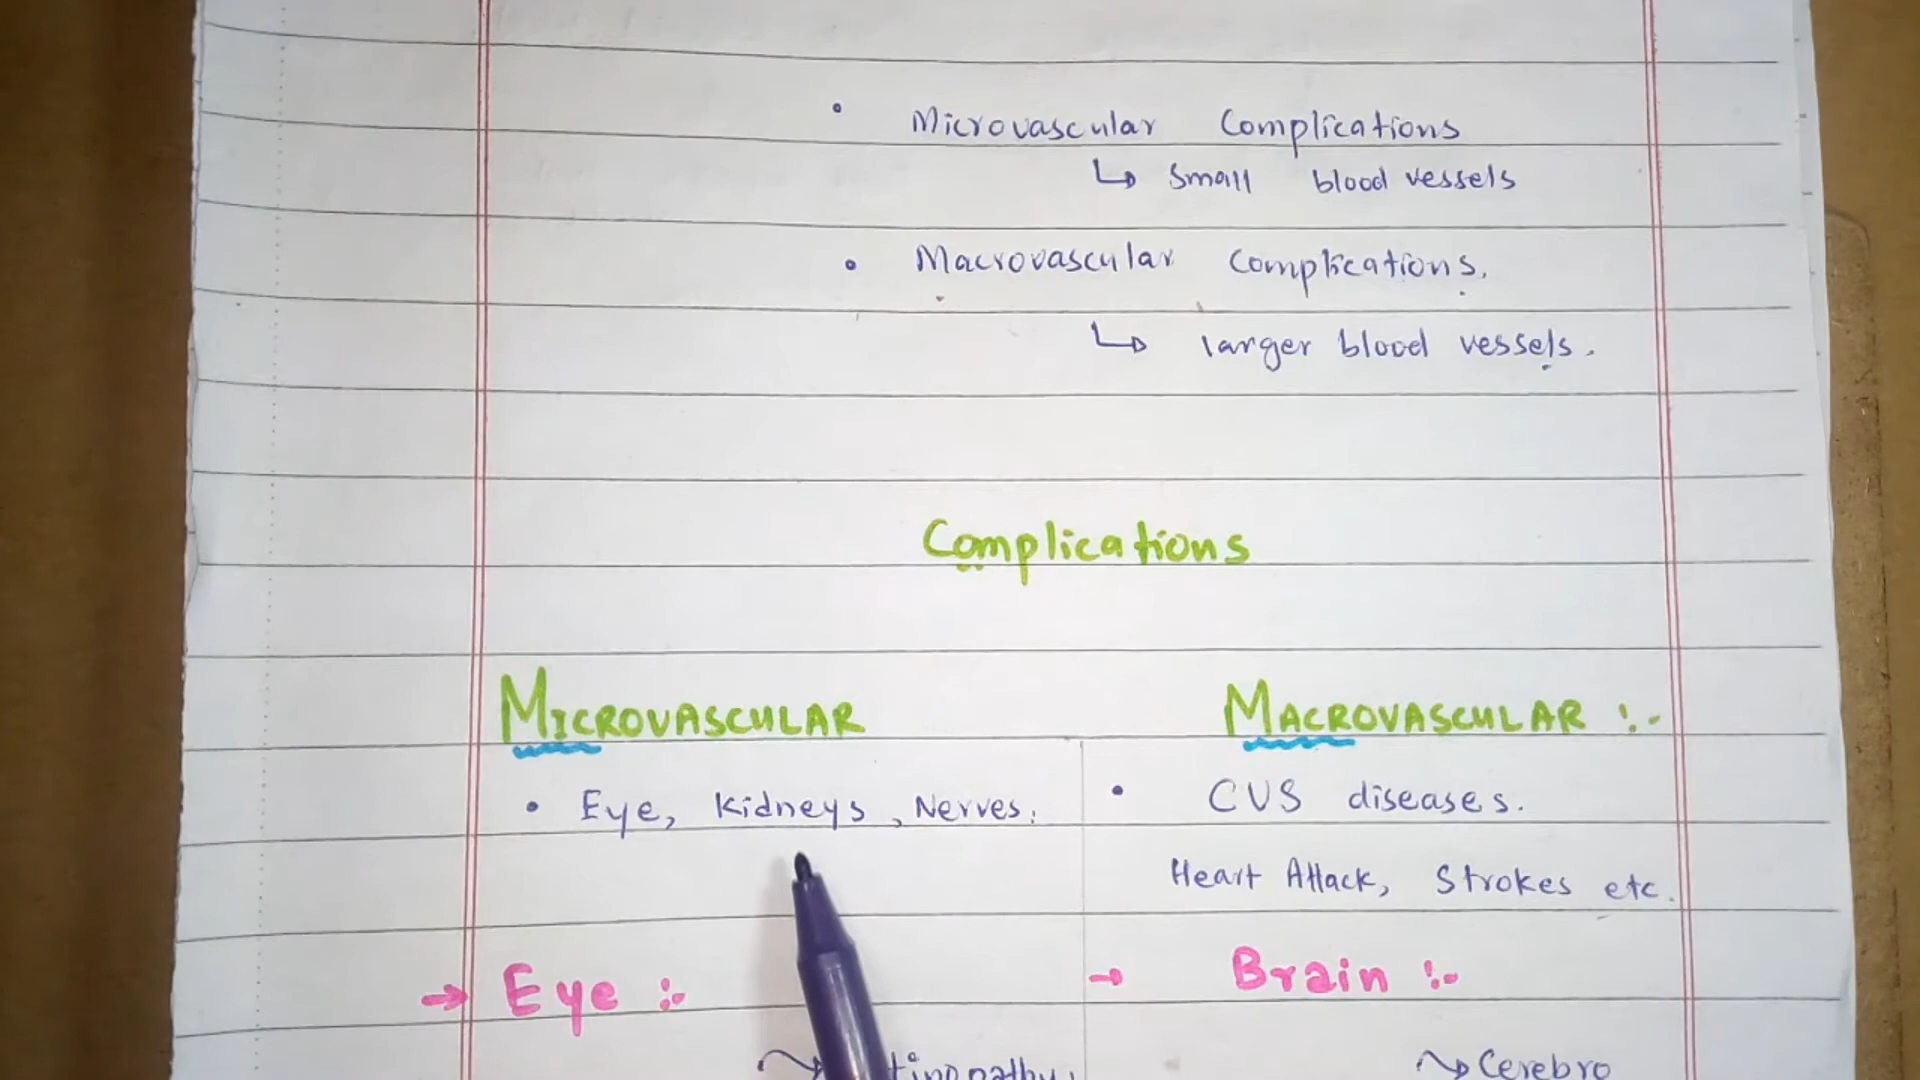 • Microvascular Complications
↳ Small blood vessels
• Macrovascular Complications.
↳ larger blood vessels.
Complications
MICROVASCULAR
• Eye, Kidneys, Nerves.
→ Eye :-
MACROVASCULAR :-
• CVS diseases.
Heart Attack, Strokes etc.
→ Brain :-
Cerebro